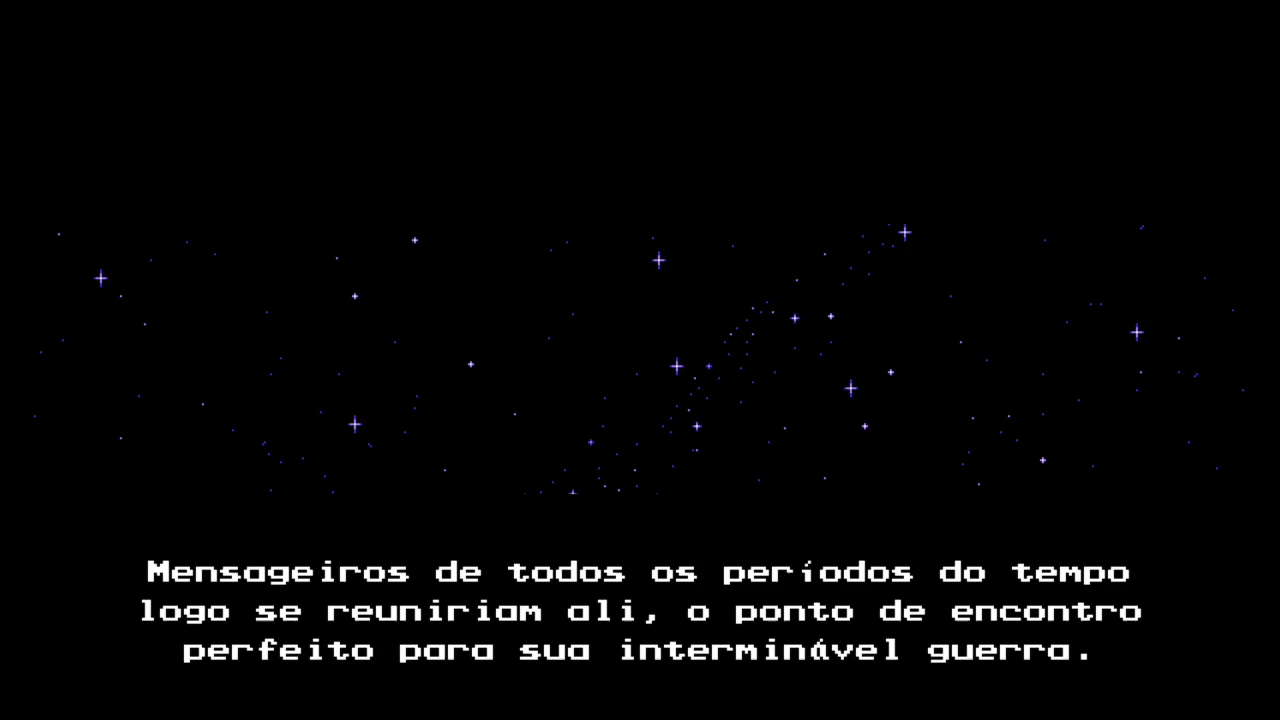 Mensageiros de todos os períodos do tempo
logo se reuniriam ali, o ponto de encontro
perfeito para sua interminável guerra.